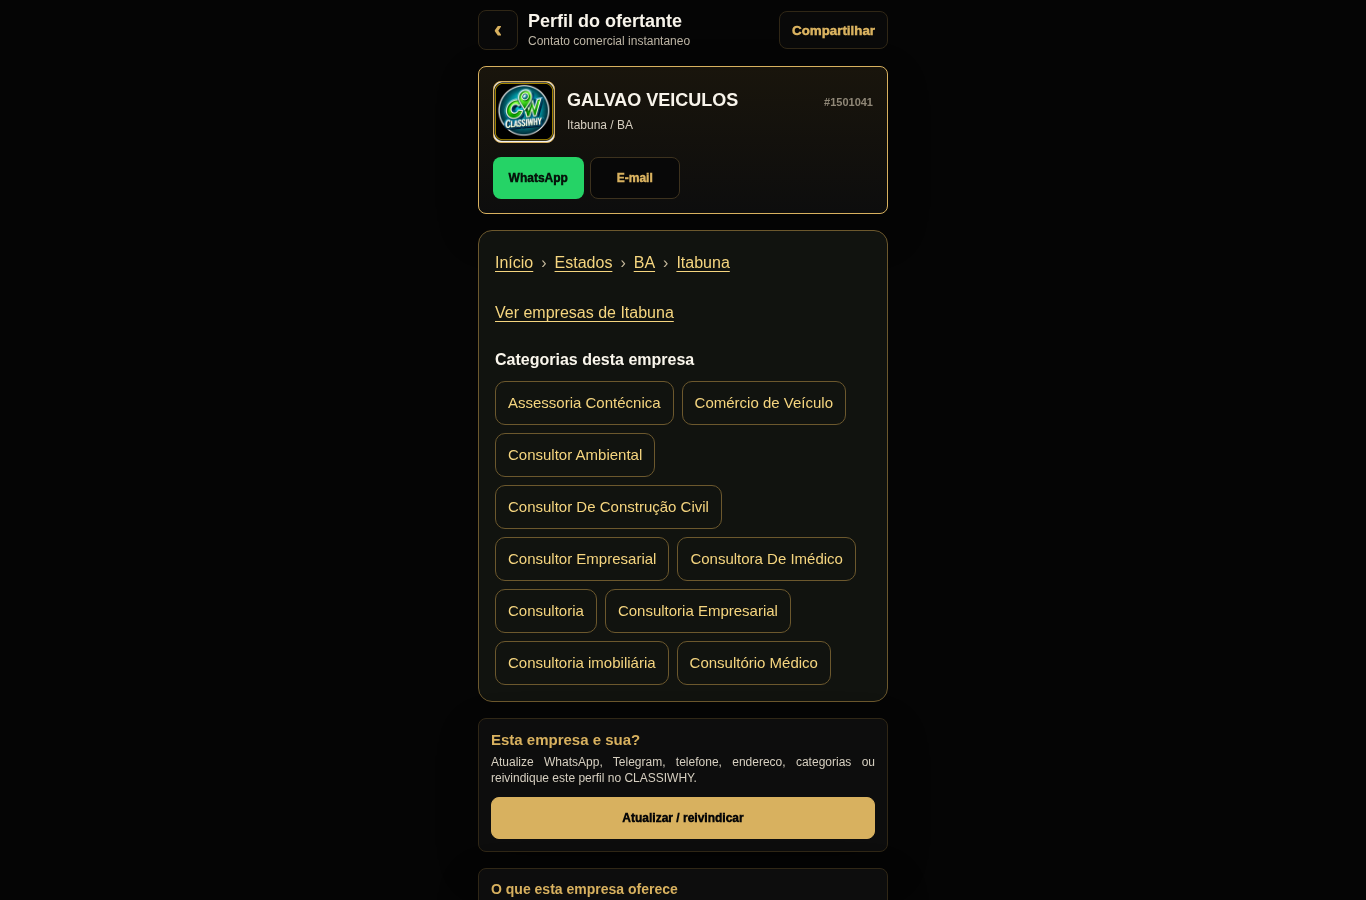 ‹
Perfil do ofertante
Contato comercial instantaneo
Compartilhar
CW
CLASSIWHY
GALVAO VEICULOS
#1501041
Itabuna / BA
WhatsApp
E-mail
Início › Estados › BA › Itabuna
Ver empresas de Itabuna
Categorias desta empresa
Assessoria Contécnica
Comércio de Veículo
Consultor Ambiental
Consultor De Construção Civil
Consultor Empresarial
Consultora De Imédico
Consultoria
Consultoria Empresarial
Consultoria imobiliária
Consultório Médico
Esta empresa e sua?
Atualize WhatsApp, Telegram, telefone, endereco, categorias ou
reivindique este perfil no CLASSIWHY.
Atualizar / reivindicar
O que esta empresa oferece